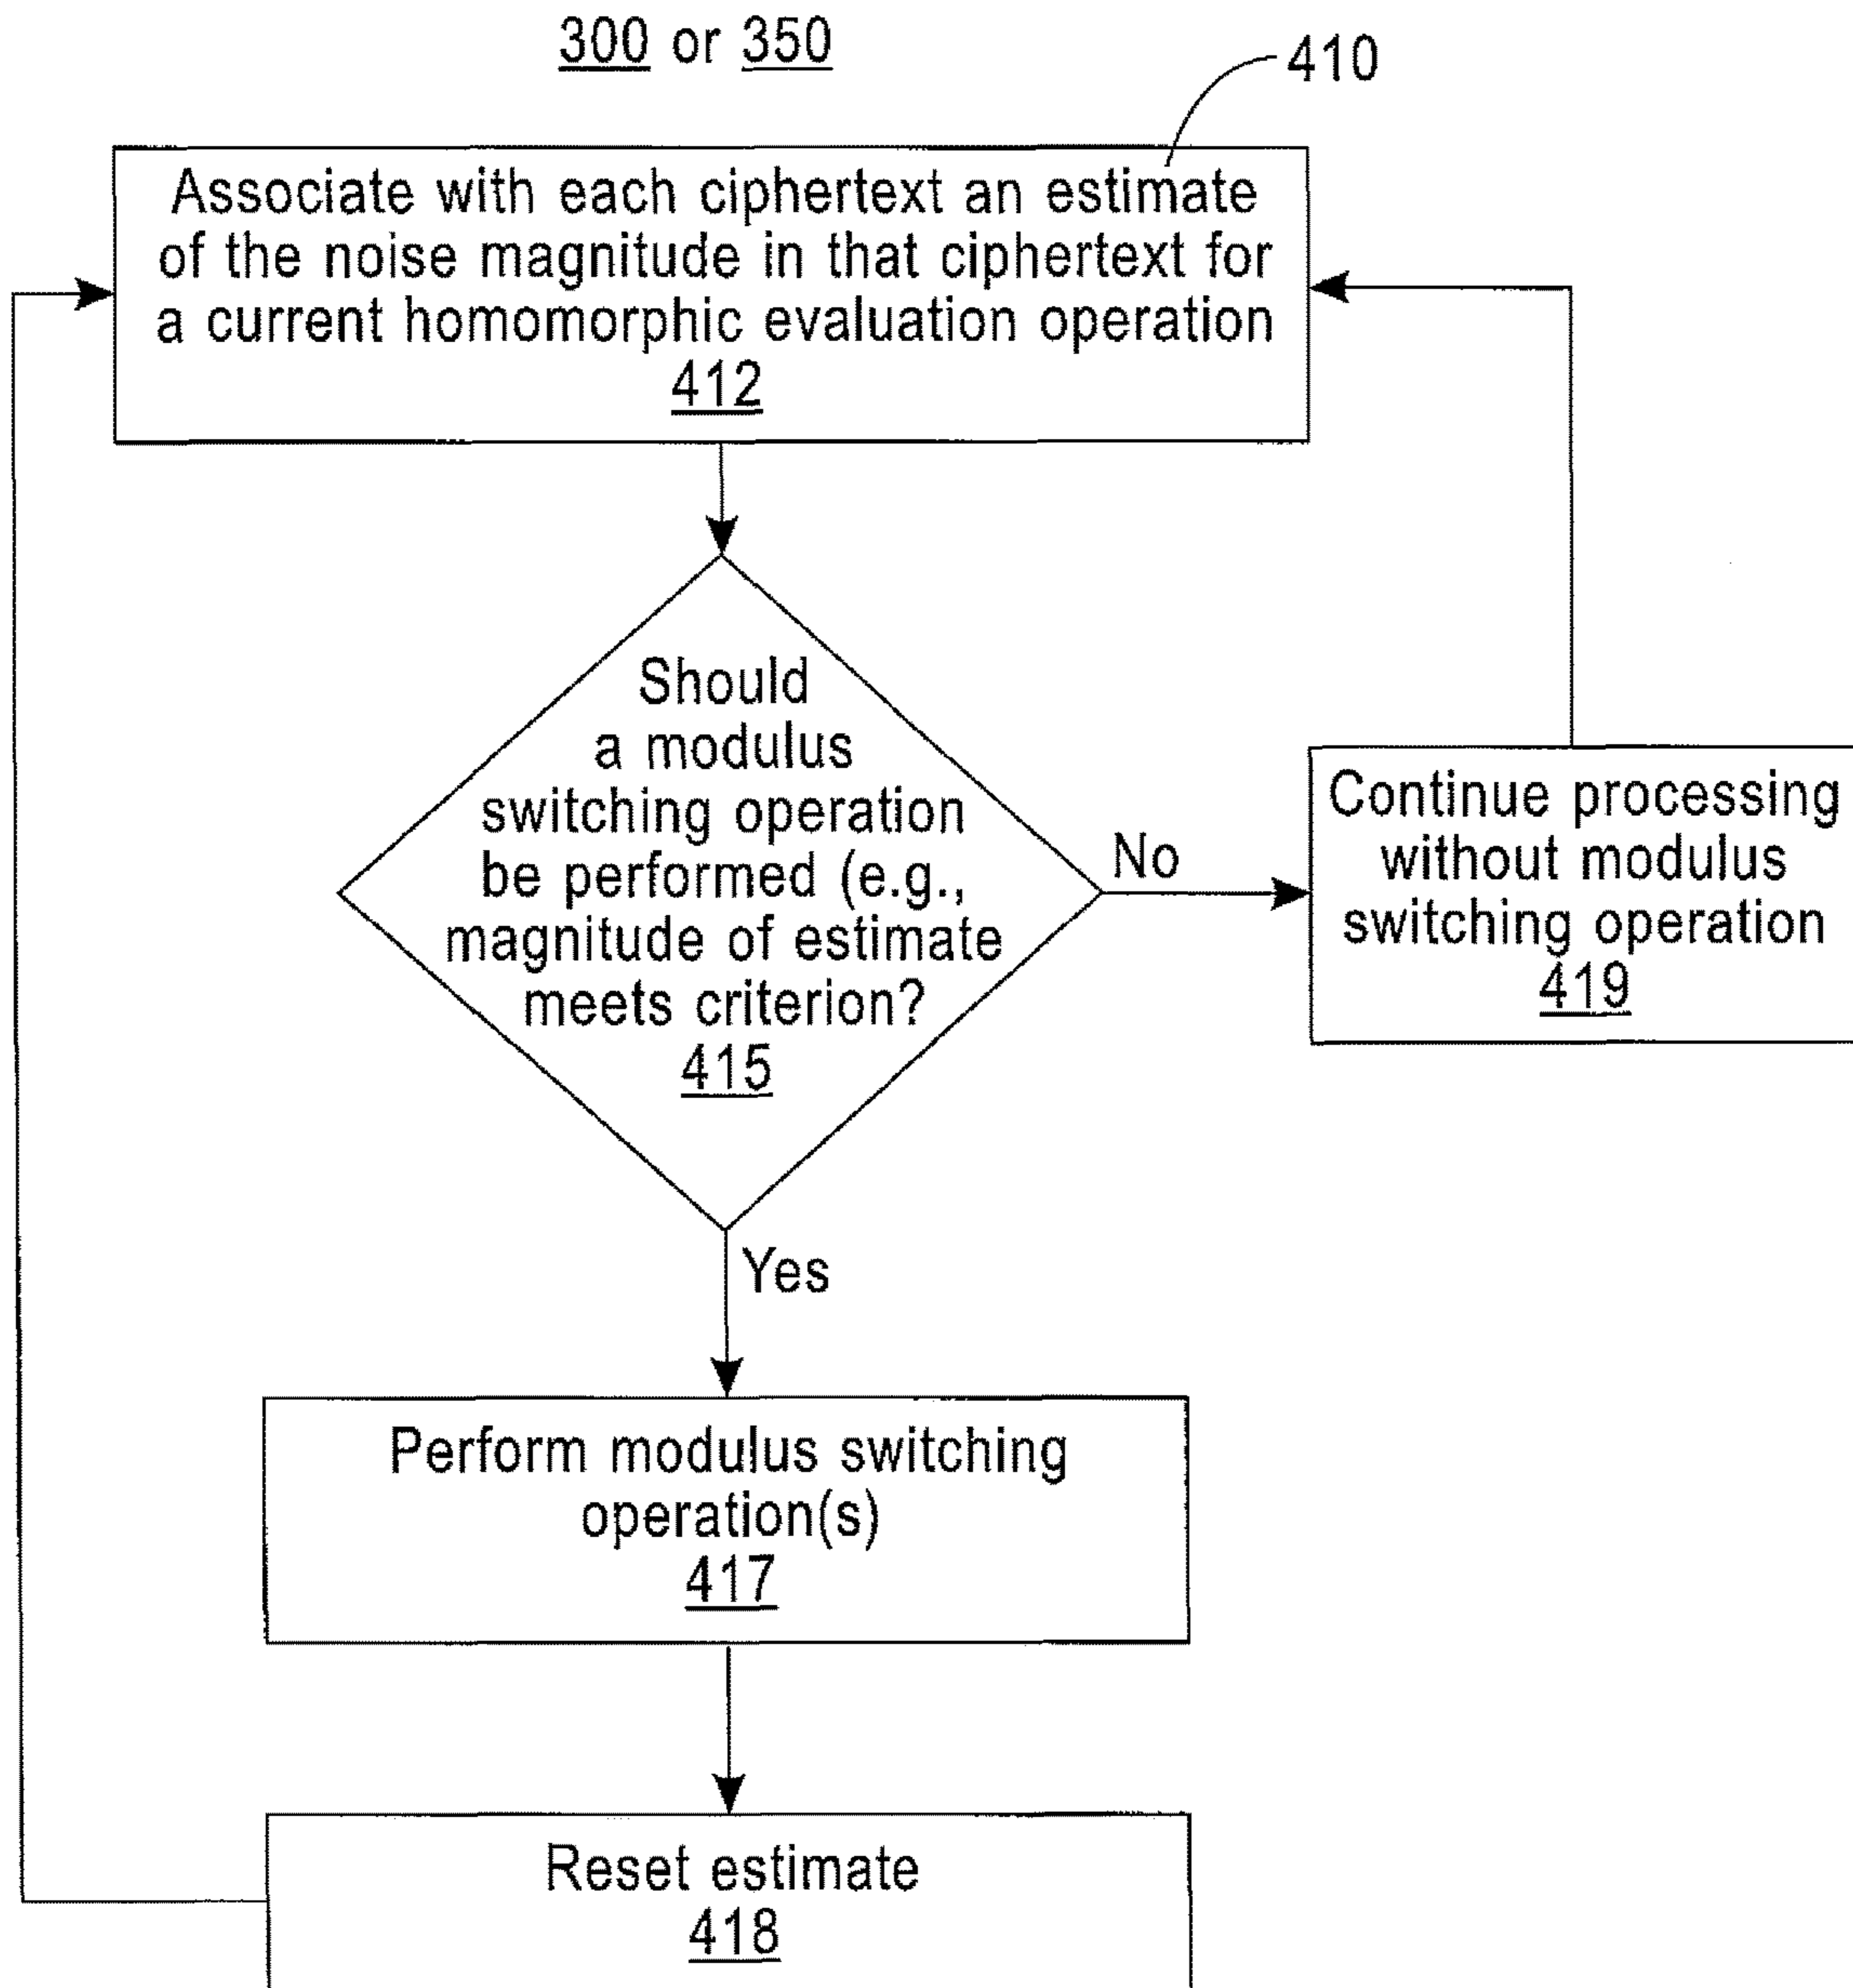 300 or 350
410
Associate with each ciphertext an estimate
of the noise magnitude in that ciphertext for
a current homomorphic evaluation operation
412
Should
a modulus
switching operation
be performed (e.g.,
magnitude of estimate
meets criterion?
415
No
Continue processing
without modulus
switching operation
419
Yes
Perform modulus switching
operation(s)
417
Reset estimate
418